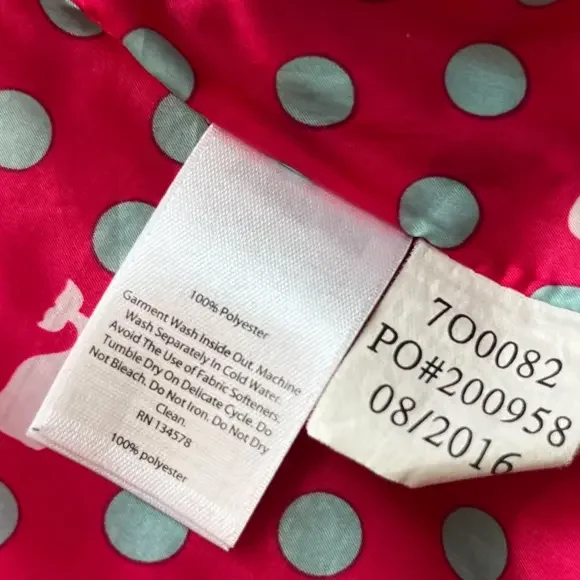 100% Polyester
Garment Wash Inside Out. Machine
Wash Separately In Cold Water.
Avoid The Use of Fabric Softeners.
Tumble Dry On Delicate Cycle. Do
Not Bleach. Do Not Iron. Do Not Dry
Clean.
RN 134578
100% polyester
7O0082
PO#200958
08/2016